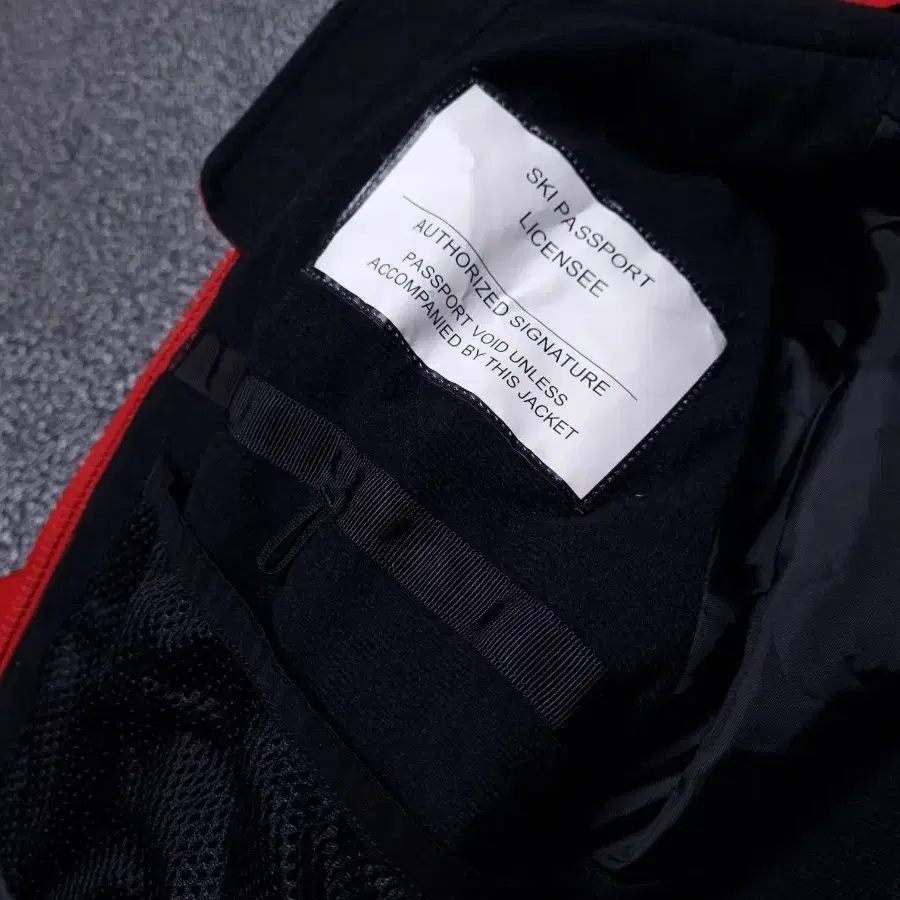 SKI PASSPORT
LICENSEE
AUTHORIZED SIGNATURE
PASSPORT VOID UNLESS
ACCOMPANIED BY THIS JACKET